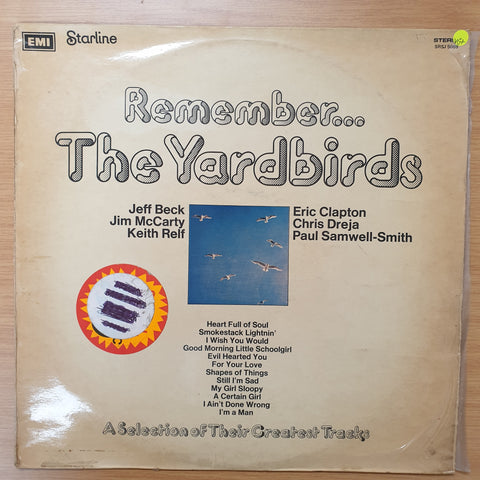 EMI
Starline
STEREO
Remember...
The Yardbirds
Jeff Beck
Jim McCarty
Keith Relf
Eric Clapton
Chris Dreja
Paul Samwell-Smith
Heart Full of Soul
Smokestack Lightnin'
I Wish You Would
Good Morning Little Schoolgirl
Evil Hearted You
For Your Love
Shapes of Things
Still I'm Sad
My Girl Sloopy
A Certain Girl
I Ain't Done Wrong
I'm a Man
A Selection of Their Greatest Tracks